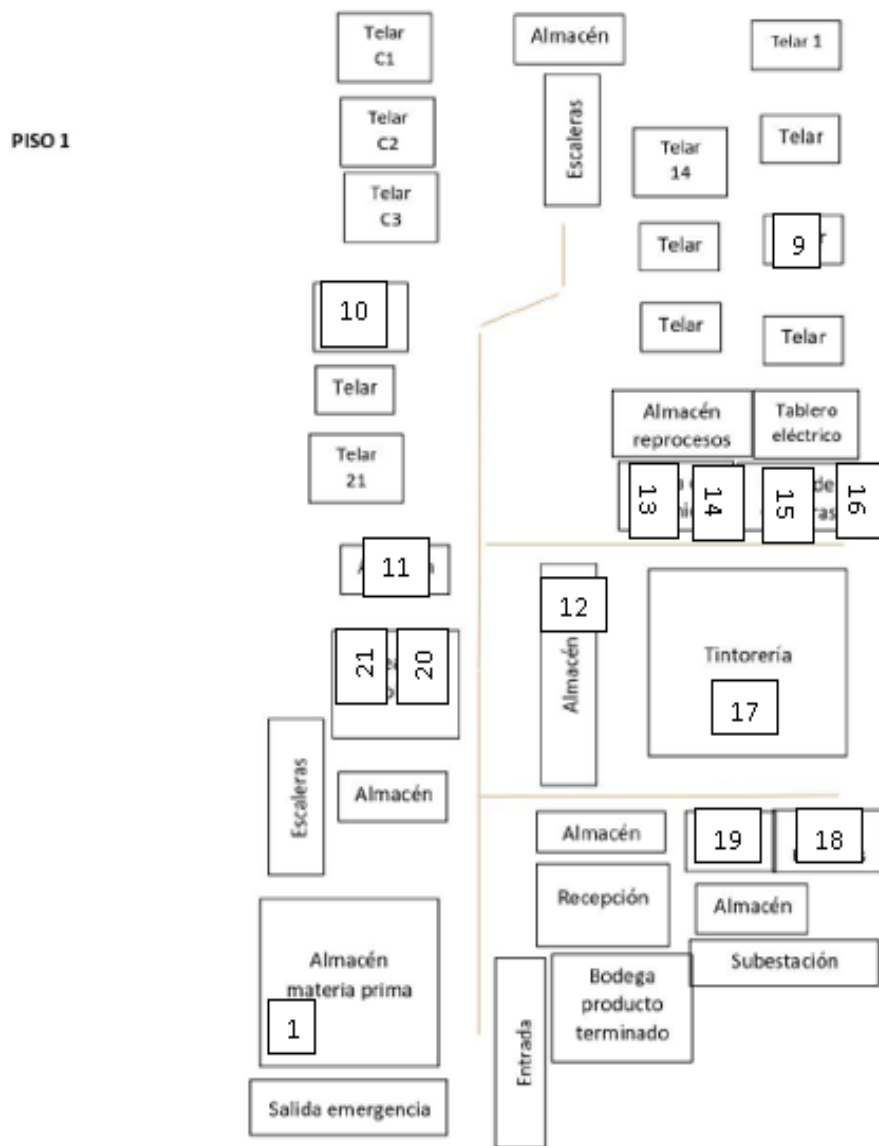 Telar
C1
Almacén
Telar 1
PISO 1
Telar
C2
Escaleras
Telar
14
Telar
Telar
C3
Telar
9
10
Telar
Telar
Telar
Almacén
reprocesos
Tablero
eléctrico
Telar
21
13
14
15
de
16
11
12
Almacén
Tintorería
17
21
20
Escaleras
Almacén
Almacén
19
18
Recepción
Almacén
Almacén
materia prima
1
Subestación
Bodega
producto
terminado
Entrada
Salida emergencia